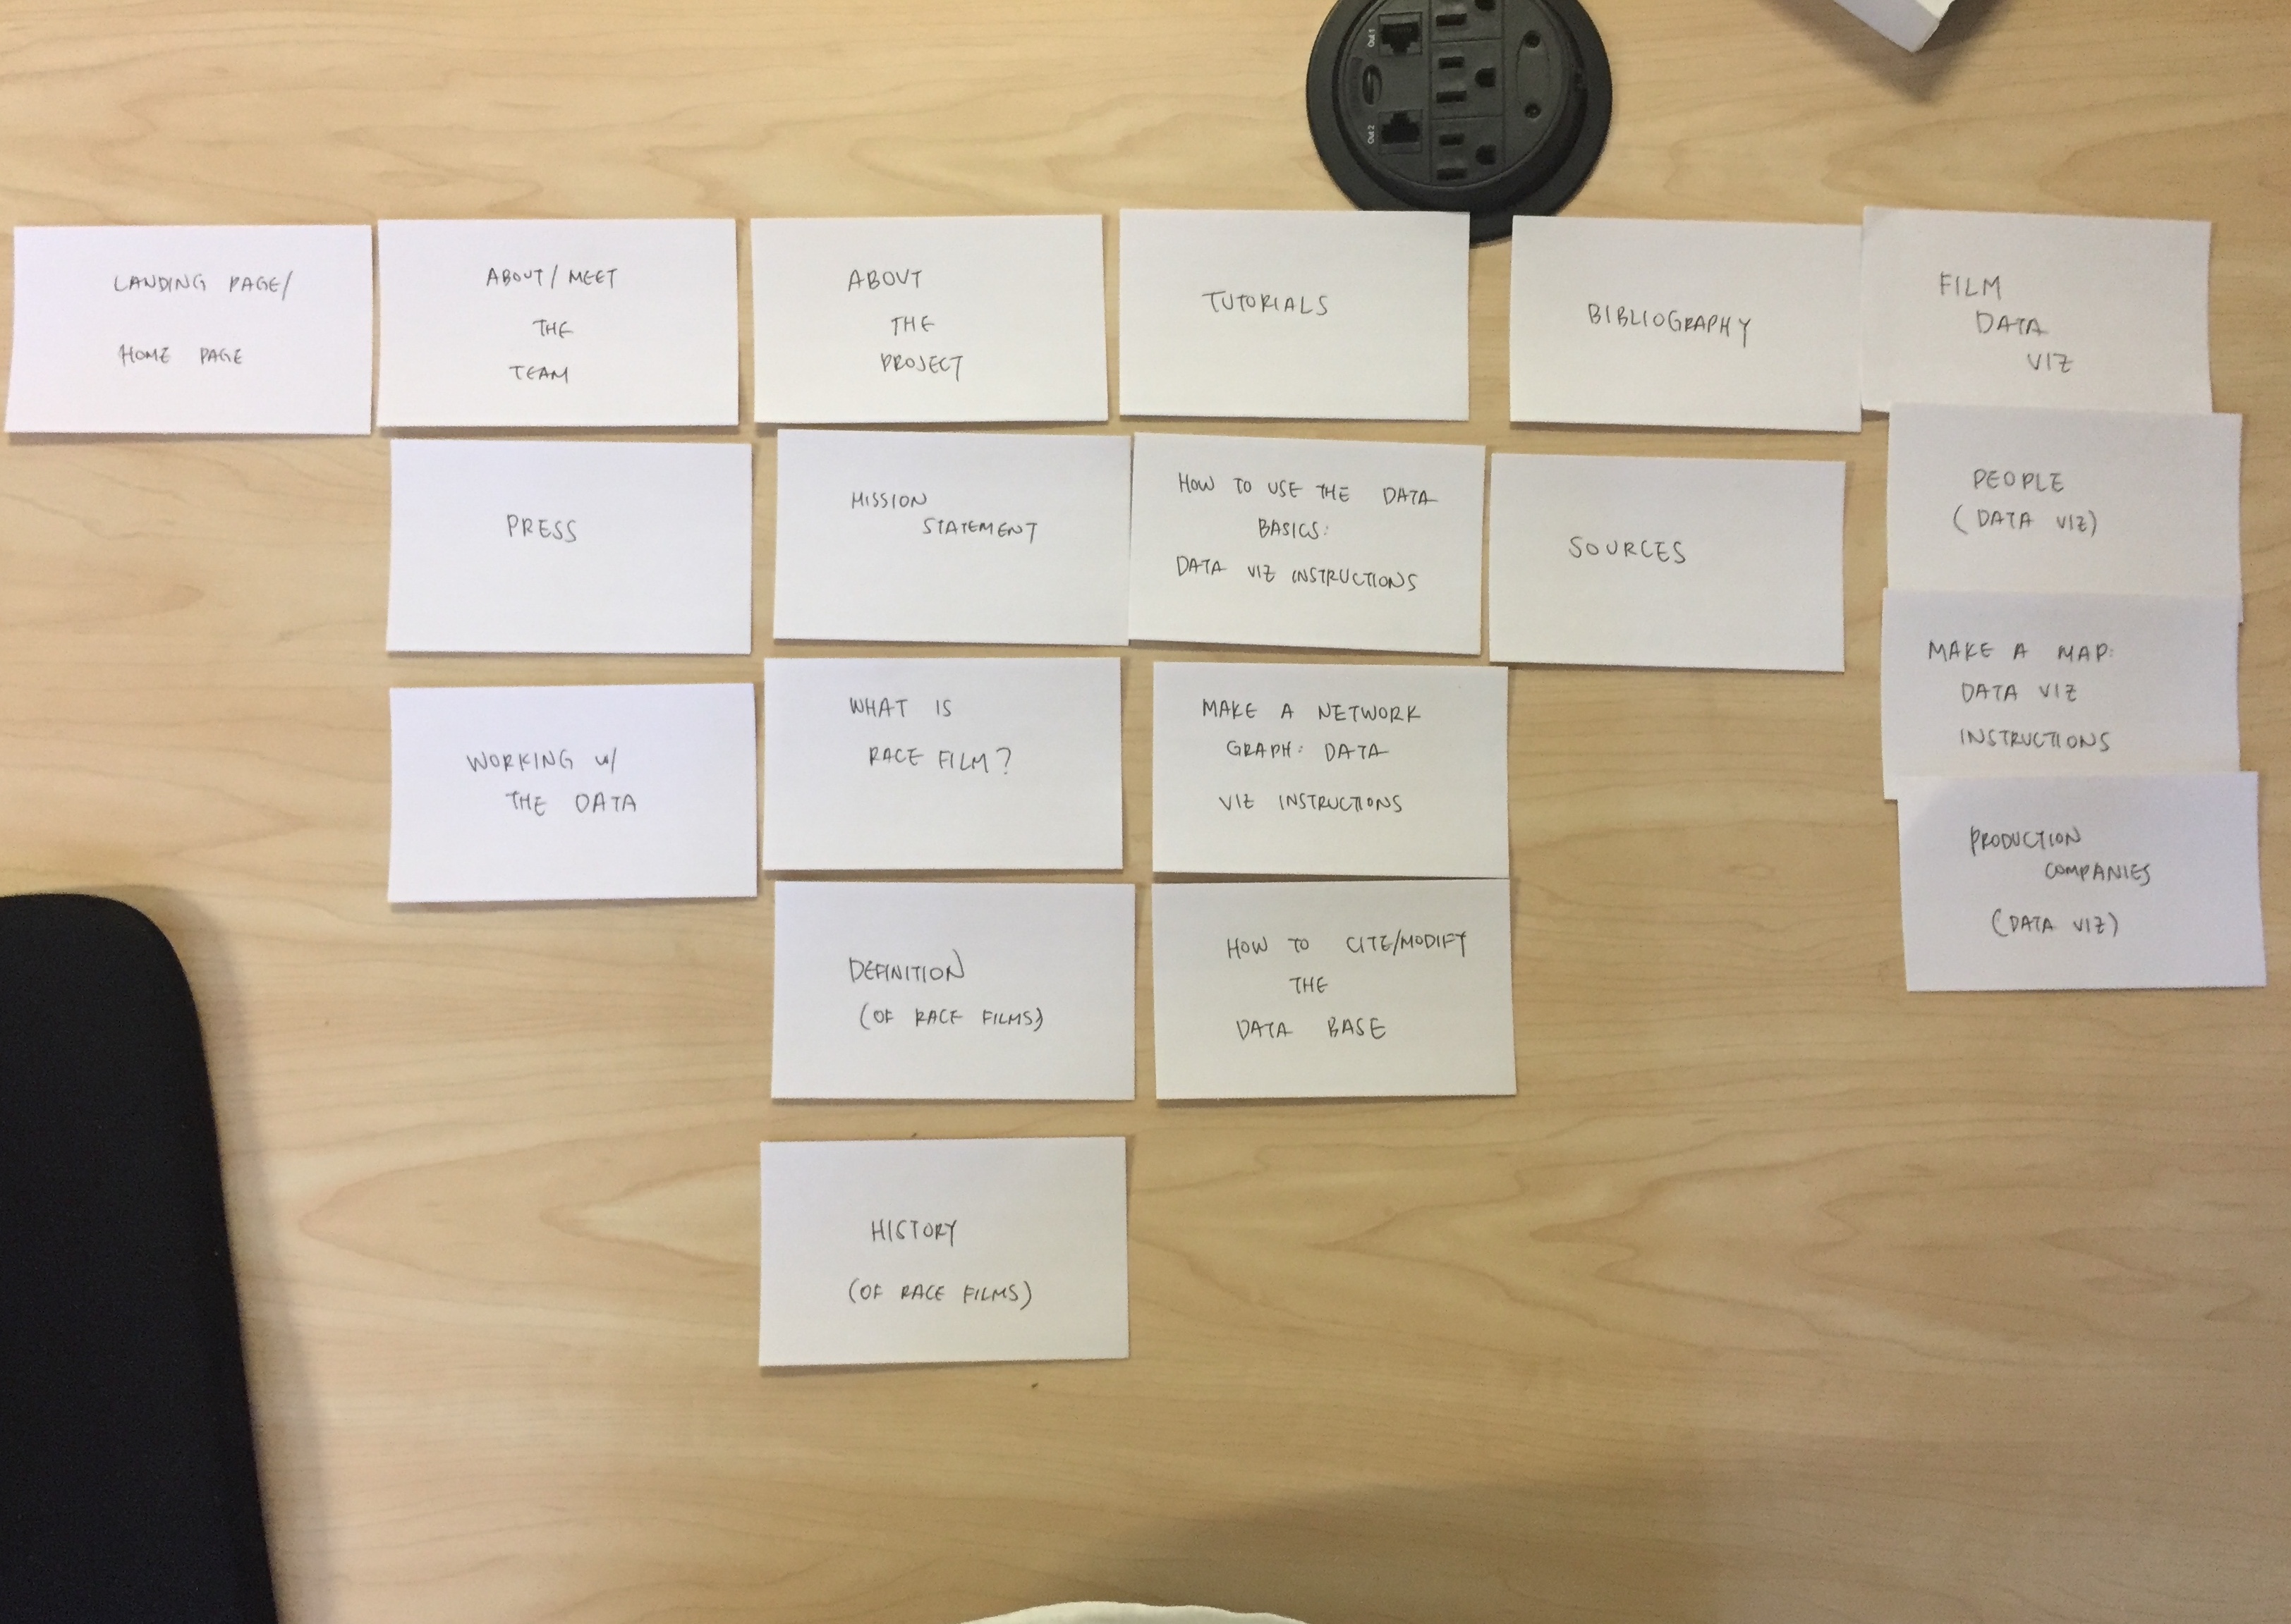 Out 1
Out 2
LANDING PAGE/
HOME PAGE
ABOUT/MEET
THE
TEAM
PRESS
WORKING W/
THE DATA
ABOUT
THE
PROJECT
MISSION
STATEMENT
WHAT IS
RACE FILM?
DEFINITION
(OF RACE FILMS)
HISTORY
(OF RACE FILMS)
TUTORIALS
HOW TO USE THE DATA
BASICS:
DATA VIZ INSTRUCTIONS
MAKE A NETWORK
GRAPH: DATA
VIZ INSTRUCTIONS
HOW TO CITE/MODIFY
THE
DATA BASE
BIBLIOGRAPHY
SOURCES
FILM
DATA
VIZ
PEOPLE
(DATA VIZ)
MAKE A MAP:
DATA VIZ
INSTRUCTIONS
PRODUCTION
COMPANIES
(DATA VIZ)